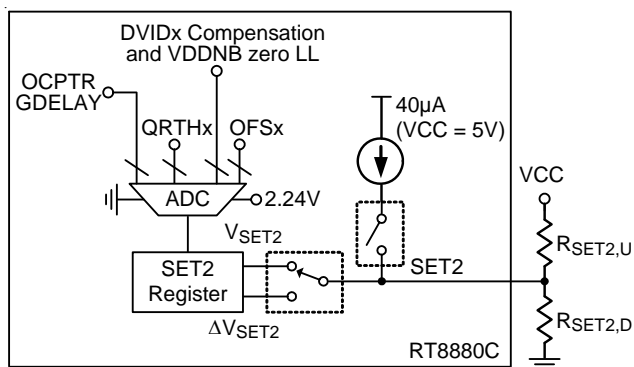 DVIDx Compensation
and VDDNB zero LL
OCPTR
GDELAY
QRTHx
OFSx
40µA
(VCC = 5V)
ADC
2.24V
VCC
VSET2
SET2
Register
SET2
RSET2,U
RSET2,D
ΔVSET2
RT8880C